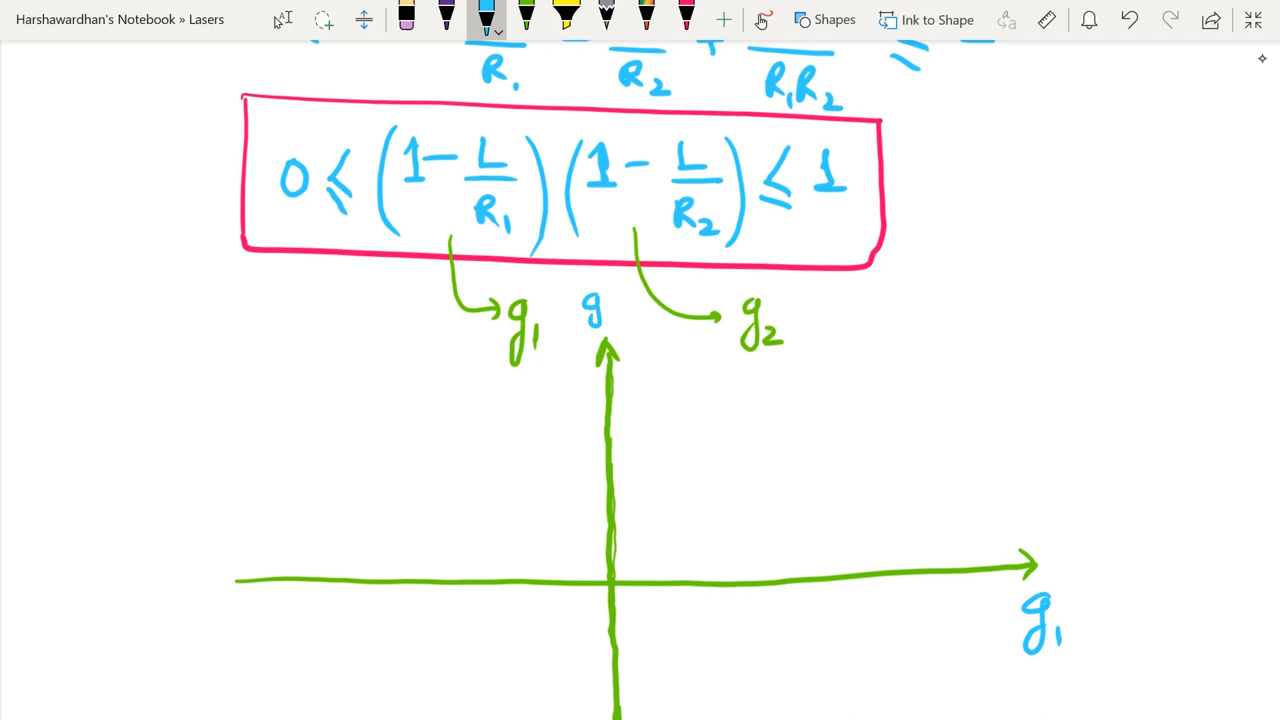 Harshawardhan's Notebook » Lasers
Shapes
Ink to Shape
R₁ R₂ + R₁R₂ ≤
0 ≤ (1 - L/R₁) (1 - L/R₂) ≤ 1
g₁ g g₂
g₁